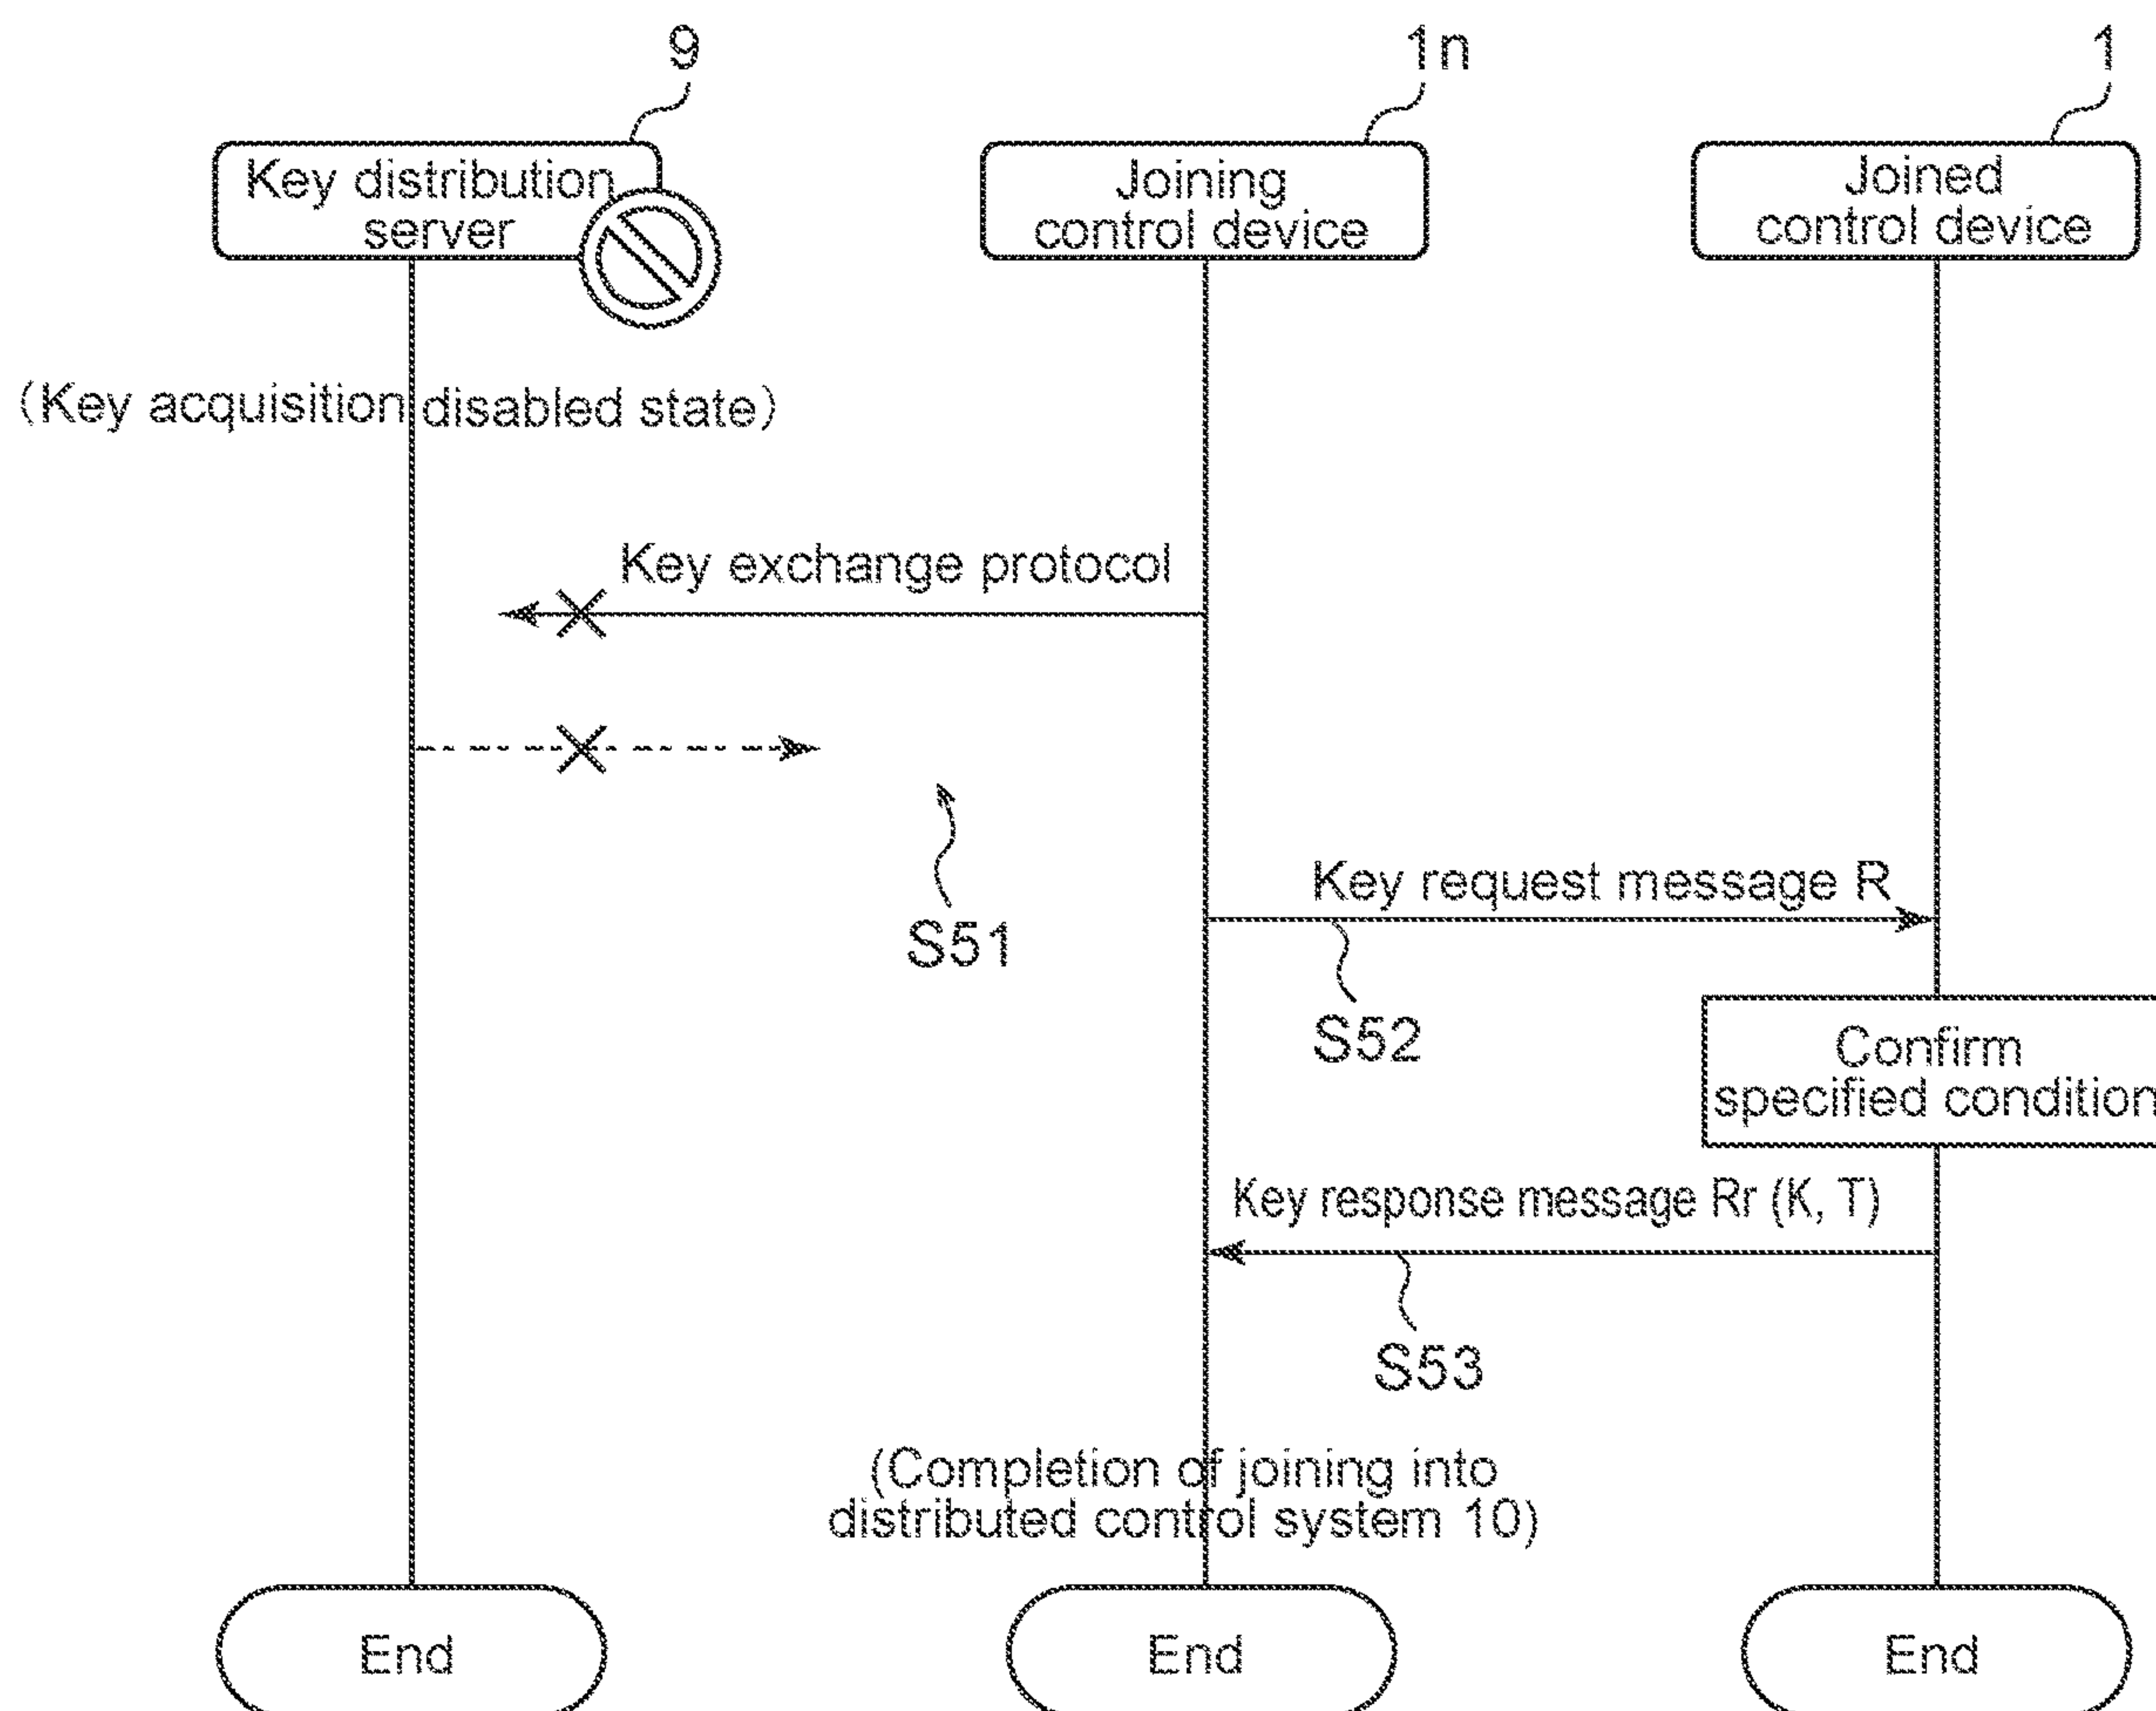 9
1n
1
Key distribution
server
Joining
control device
Joined
control device
(Key acquisition disabled state)
Key exchange protocol
S51
Key request message R
S52
Confirm
specified condition
Key response message Rr (K, T)
S53
(Completion of joining into
distributed control system 10)
End
End
End